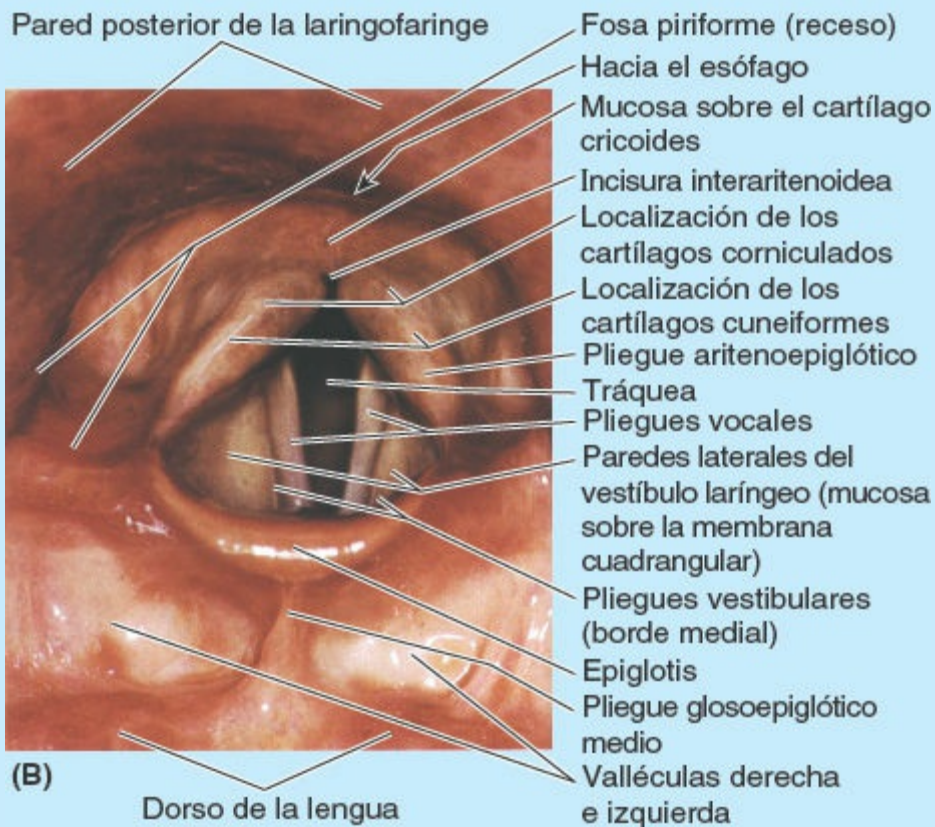 Pared posterior de la laringofaringe
Fosa piriforme (receso)
Hacia el esófago
Mucosa sobre el cartílago
cricoides
Incisura interaritenoidea
Localización de los
cartílagos corniculados
Localización de los
cartílagos cuneiformes
Pliegue aritenoepiglótico
Tráquea
Pliegues vocales
Paredes laterales del
vestíbulo laríngeo (mucosa
sobre la membrana
cuadrangular)
Pliegues vestibulares
(borde medial)
Epiglotis
Pliegue glosoepiglótico
medio
Valléculas derecha
e izquierda
(B)
Dorso de la lengua